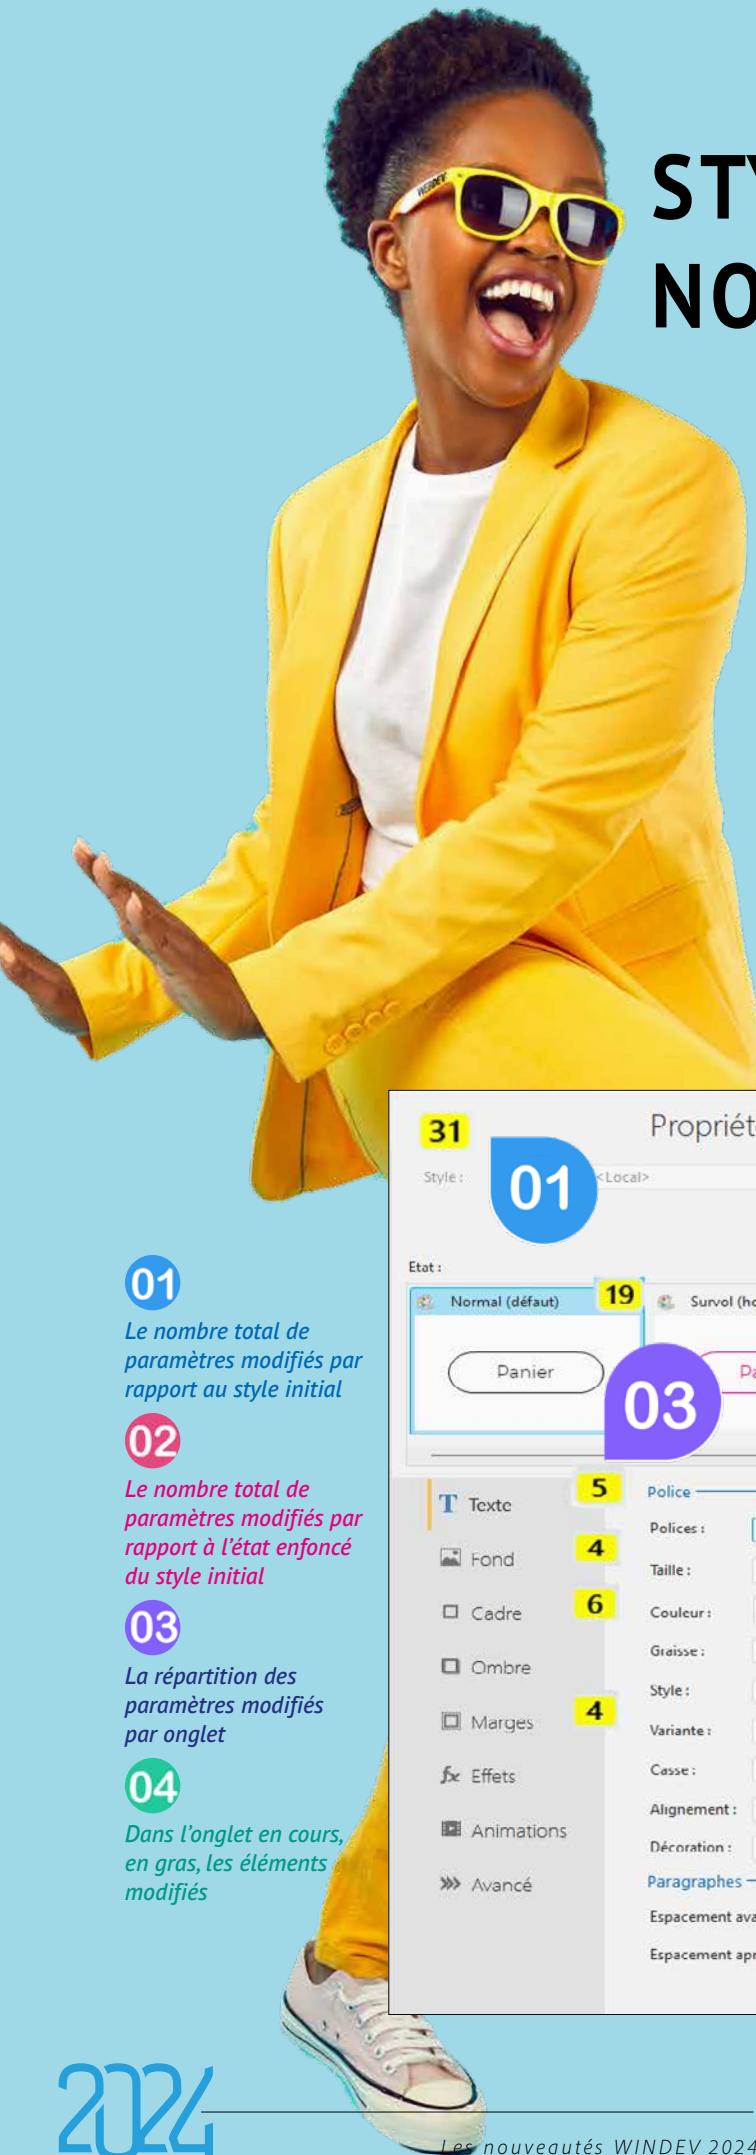 WEBDEV
STY
NO
31
Propriét
Style :
01
<Local>
Etat :
Normal (défaut)
19
Survol (ho
Panier
Pa
03
Texte
5
Fond
4
Cadre
6
Ombre
Marges
4
fx Effets
Animations
Avancé
Police
Polices :
Taille :
Couleur :
Graisse :
Style :
Variante :
Casse :
Alignement :
Décoration :
Paragraphes
Espacement ava
Espacement apr
01
Le nombre total de
paramètres modifiés par
rapport au style initial
02
Le nombre total de
paramètres modifiés par
rapport à l’état enfoncé
du style initial
03
La répartition des
paramètres modifiés
par onglet
04
Dans l’onglet en cours,
en gras, les éléments
modifiés
2024
Les nouveautés WINDEV 2024